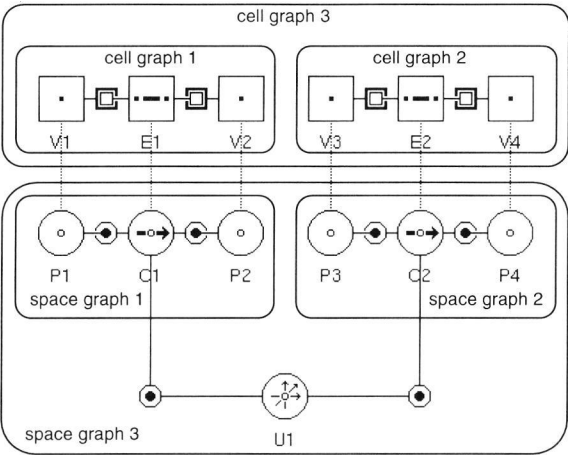 cell graph 3
cell graph 1
cell graph 2
V1 E1 V2
V3 E2 V4
P1 C1 P2
P3 C2 P4
space graph 1
space graph 2
U1
space graph 3